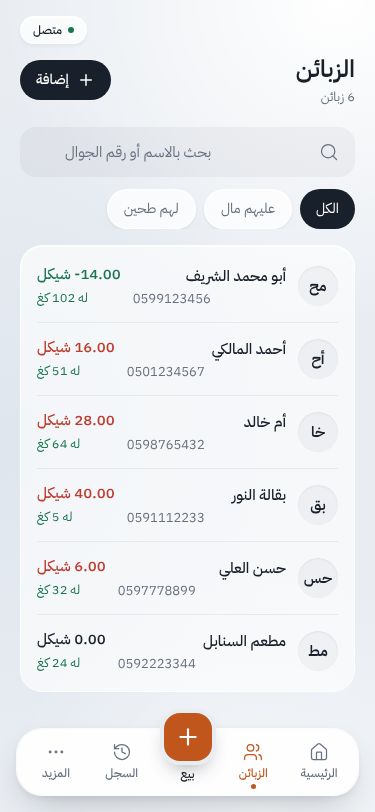 متصل
الزبائن
إضافة
6 زبائن
بحث بالاسم أو رقم الجوال
الكل
عليهم مال
لهم طحين
مح
أبو محمد الشريف
-14.00 شيكل
0599123456
له 102 كغ
أح
أحمد المالكي
16.00 شيكل
0501234567
له 51 كغ
خا
أم خالد
28.00 شيكل
0598765432
له 64 كغ
بق
بقالة النور
40.00 شيكل
0591112233
له 5 كغ
حس
حسن العلي
6.00 شيكل
0597778899
له 32 كغ
مط
مطعم السنابل
0.00 شيكل
0592223344
له 24 كغ
الرئيسية
الزبائن
بيع
السجل
المزيد